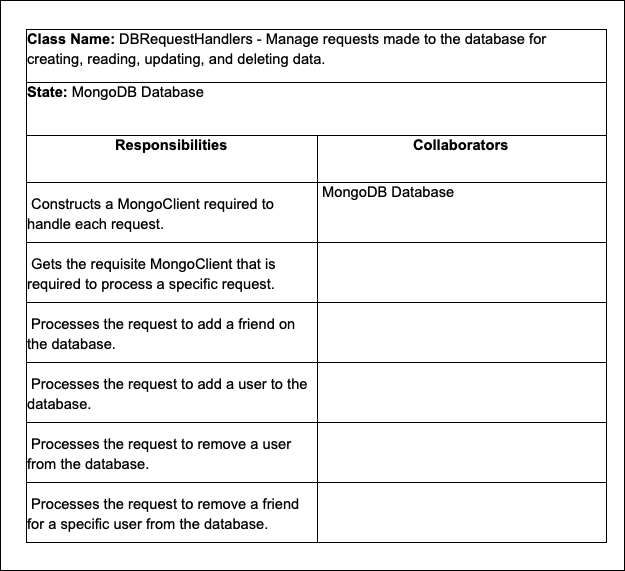 Class Name: DBRequestHandlers - Manage requests made to the database for
creating, reading, updating, and deleting data.
State: MongoDB Database
Responsibilities
Collaborators
Constructs a MongoClient required to
handle each request.
MongoDB Database
Gets the requisite MongoClient that is
required to process a specific request.
Processes the request to add a friend on
the database.
Processes the request to add a user to the
database.
Processes the request to remove a user
from the database.
Processes the request to remove a friend
for a specific user from the database.